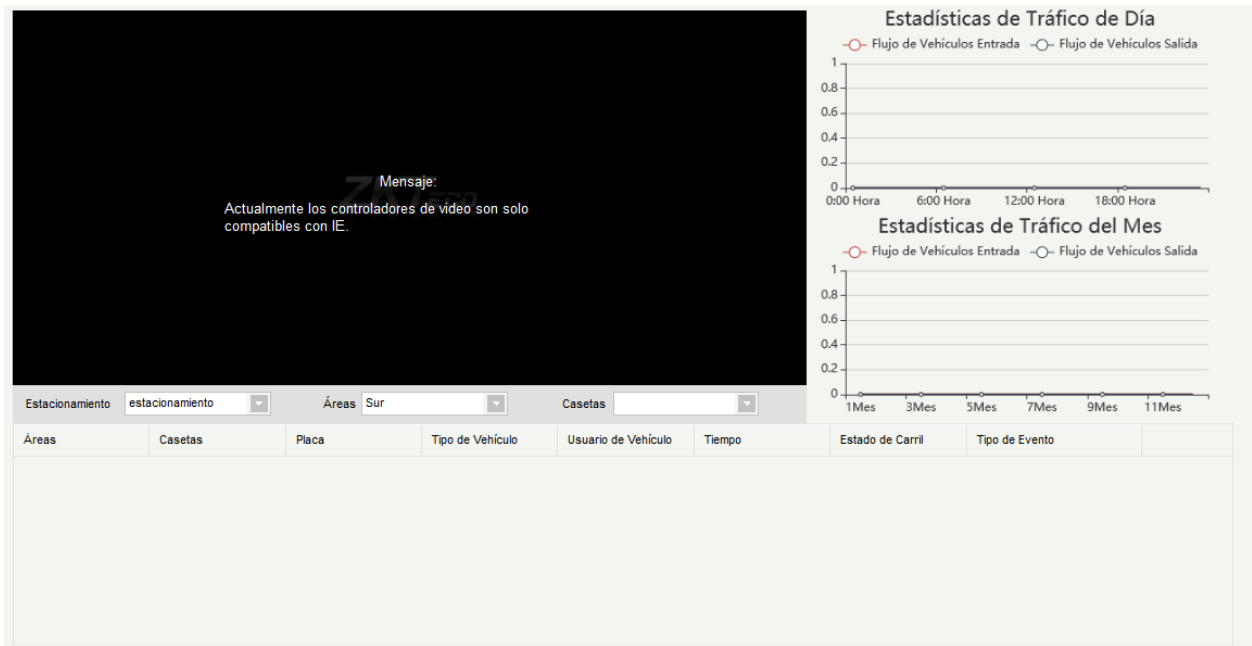 ZKTeco
Mensaje:
Actualmente los controladores de video son solo
compatibles con IE.
Estadísticas de Tráfico de Día
Flujo de Vehículos Entrada Flujo de Vehículos Salida
1
0.8
0.6
0.4
0.2
0
0:00 Hora 6:00 Hora 12:00 Hora 18:00 Hora
Estadísticas de Tráfico del Mes
Flujo de Vehículos Entrada Flujo de Vehículos Salida
1
0.8
0.6
0.4
0.2
0
1Mes 3Mes 5Mes 7Mes 9Mes 11Mes
Estacionamiento estacionamiento Áreas Sur Casetas
Áreas Casetas Placa Tipo de Vehículo Usuario de Vehículo Tiempo Estado de Carril Tipo de Evento